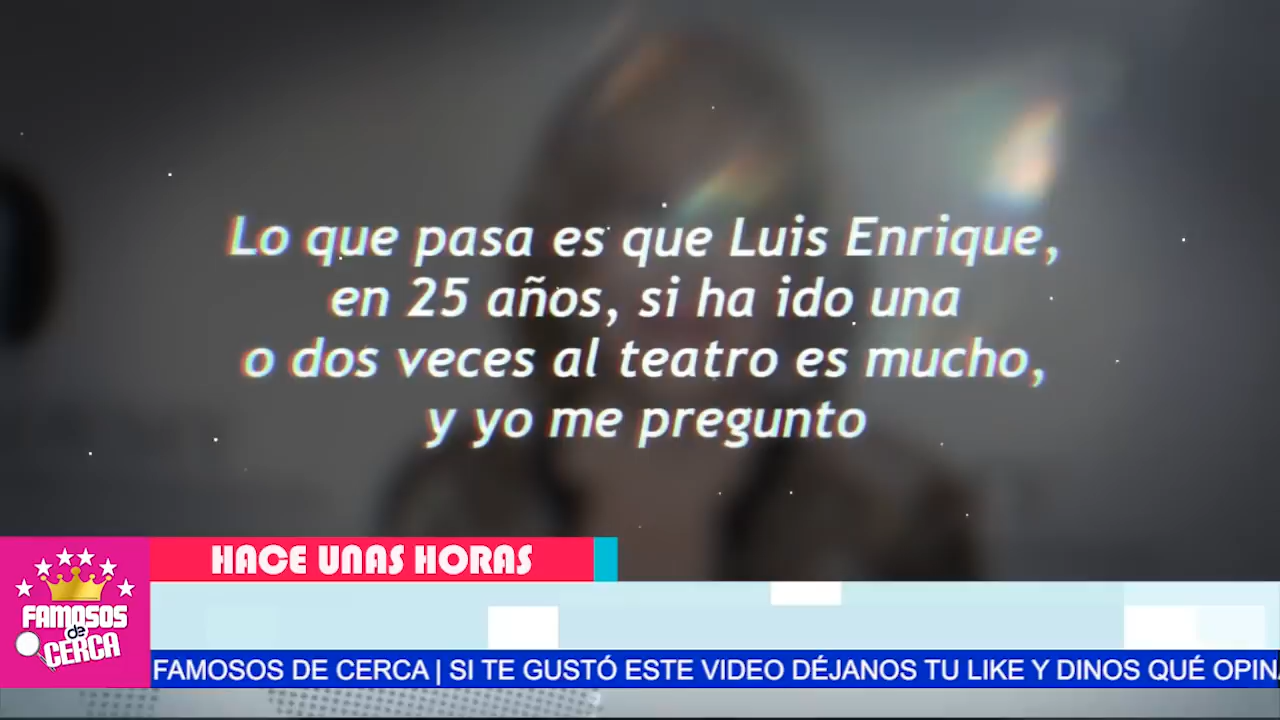 Lo que pasa es que Luis Enrique,
en 25 años, si ha ido una
o dos veces al teatro es mucho,
y yo me pregunto
HACE UNAS HORAS
FAMOSOS
de
CERCA
FAMOSOS DE CERCA | SI TE GUSTÓ ESTE VIDEO DÉJANOS TU LIKE Y DINOS QUÉ OPINA